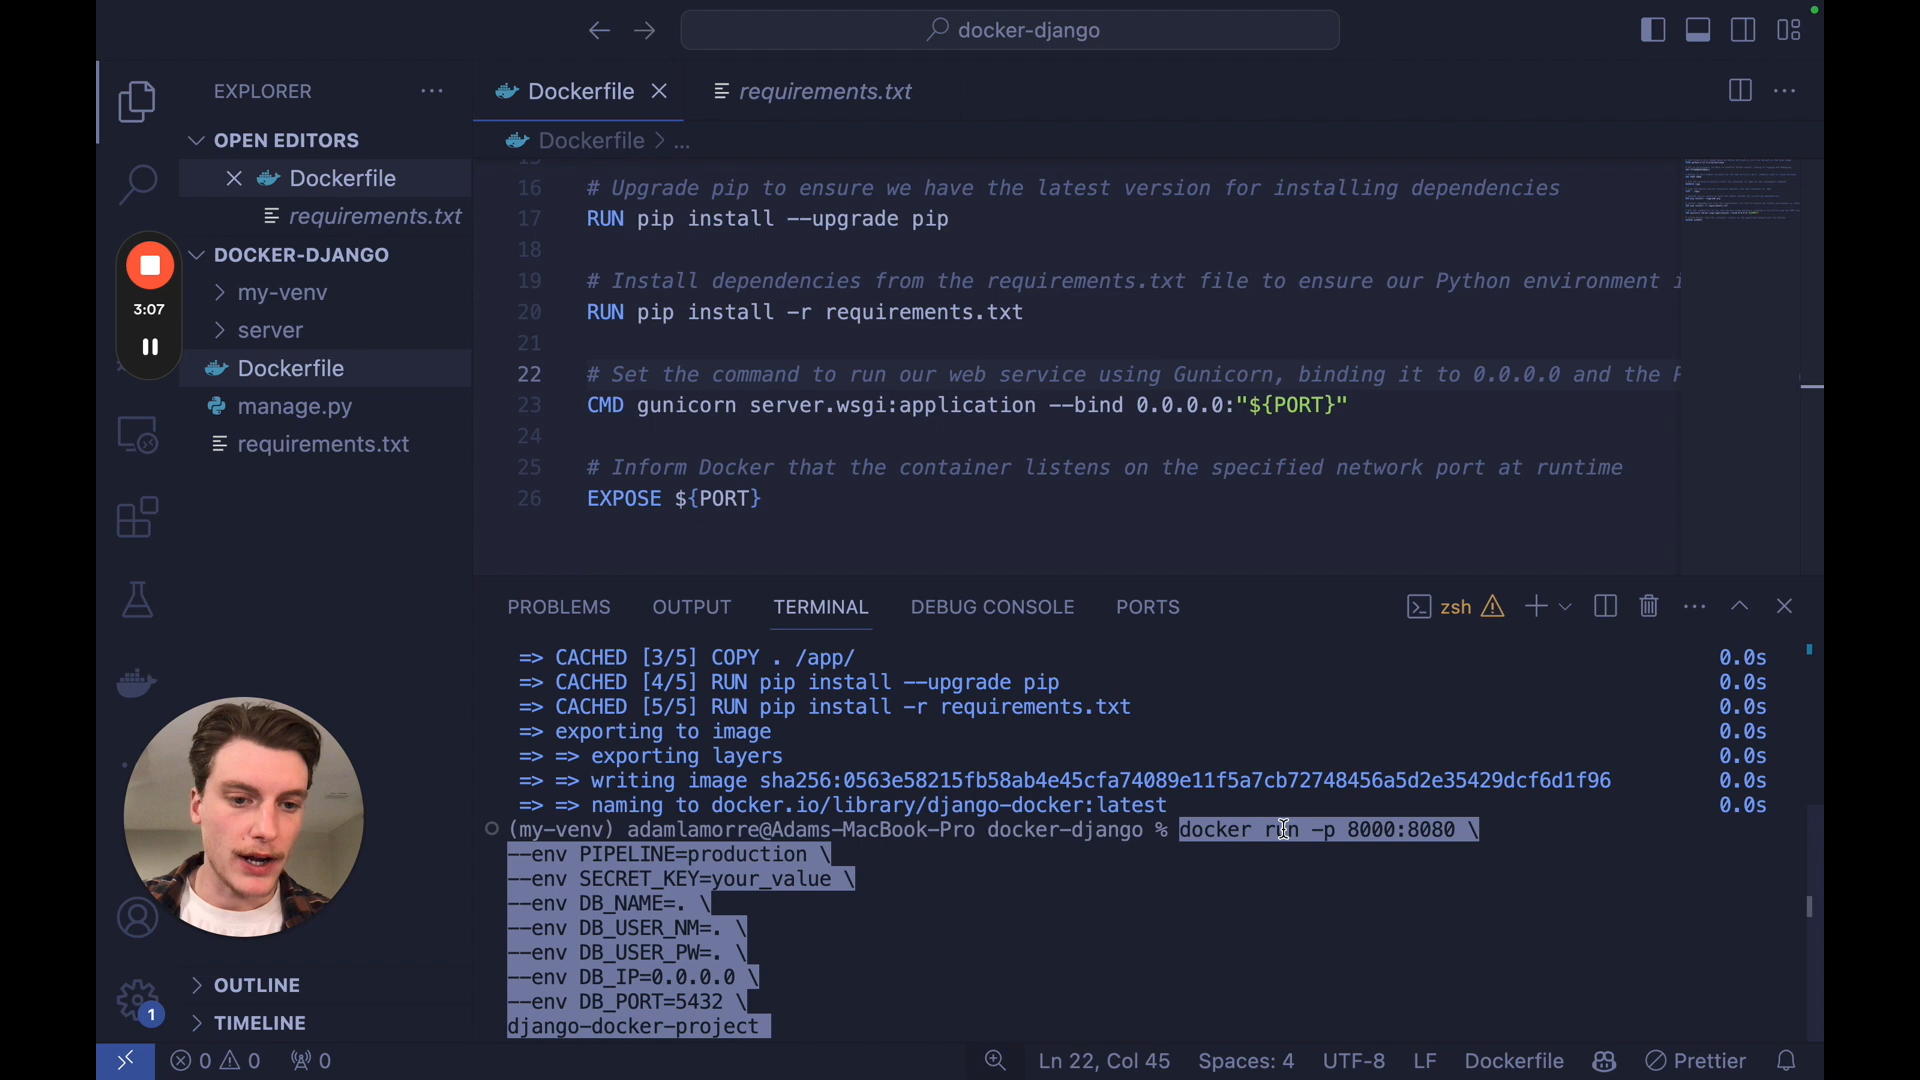 docker-django
EXPLORER
OPEN EDITORS
Dockerfile
requirements.txt
DOCKER-DJANGO
my-venv
server
Dockerfile
manage.py
requirements.txt
OUTLINE
TIMELINE
3:07
1
Dockerfile
requirements.txt
Dockerfile > ...
16 # Upgrade pip to ensure we have the latest version for installing dependencies
17 RUN pip install --upgrade pip
18
19 # Install dependencies from the requirements.txt file to ensure our Python environment
20 RUN pip install -r requirements.txt
21
22 # Set the command to run our web service using Gunicorn, binding it to 0.0.0.0 and the
23 CMD gunicorn server.wsgi:application --bind 0.0.0.0:"${PORT}"
24
25 # Inform Docker that the container listens on the specified network port at runtime
26 EXPOSE ${PORT}
PROBLEMS OUTPUT TERMINAL DEBUG CONSOLE PORTS
zsh
=> CACHED [3/5] COPY . /app/ 0.0s
=> CACHED [4/5] RUN pip install --upgrade pip 0.0s
=> CACHED [5/5] RUN pip install -r requirements.txt 0.0s
=> exporting to image 0.0s
=> => exporting layers 0.0s
=> => writing image sha256:0563e58215fb58ab4e45cfa74089e11f5a7cb72748456a5d2e35429dcf6d1f96 0.0s
=> => naming to docker.io/library/django-docker:latest 0.0s
(my-venv) adamlamorre@Adams-MacBook-Pro docker-django % docker run -p 8000:8080 \
--env PIPELINE=production \
--env SECRET_KEY=your_value \
--env DB_NAME=. \
--env DB_USER_NM=. \
--env DB_USER_PW=. \
--env DB_IP=0.0.0.0 \
--env DB_PORT=5432 \
django-docker-project
0 0 0 Ln 22, Col 45 Spaces: 4 UTF-8 LF Dockerfile Prettier